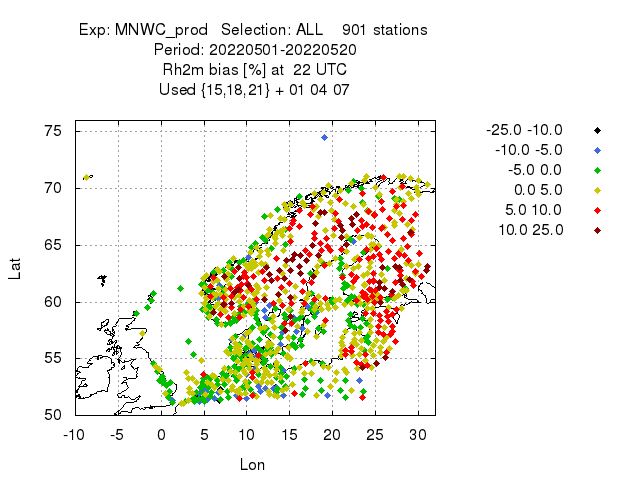 Exp: MNWC_prod   Selection: ALL    901 stations
Period: 20220501-20220520
Rh2m bias [%] at  22 UTC
Used {15,18,21} + 01 04 07
-25.0 -10.0
-10.0 -5.0
-5.0 0.0
0.0 5.0
5.0 10.0
10.0 25.0
75
70
65
60
55
50
Lat
-10 -5 0 5 10 15 20 25 30
Lon